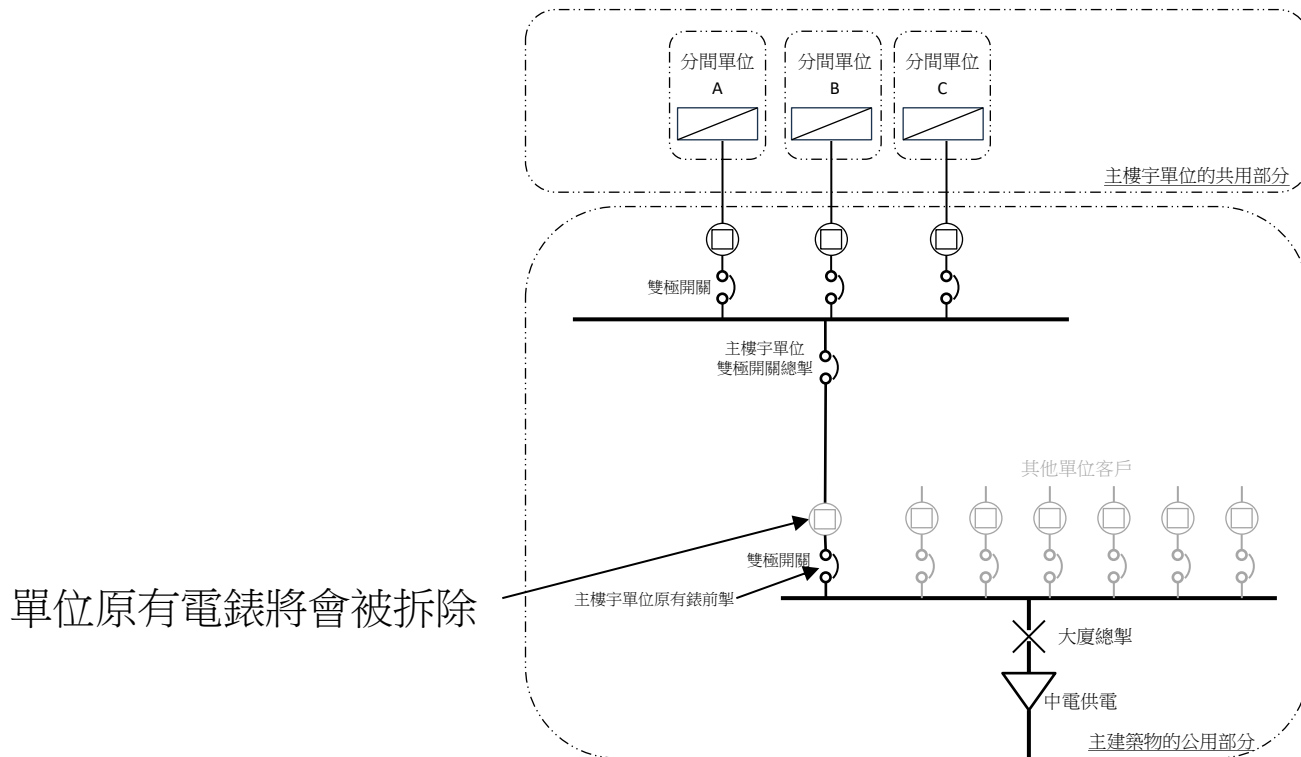 分間單位
A
分間單位
B
分間單位
C
主樓宇單位的共用部分
雙極開關
主樓宇單位
雙極開關總掣
其他單位客戶
雙極開關
單位原有電錶將會被拆除
主樓宇單位原有錶前掣
大廈總掣
中電供電
主建築物的公用部分